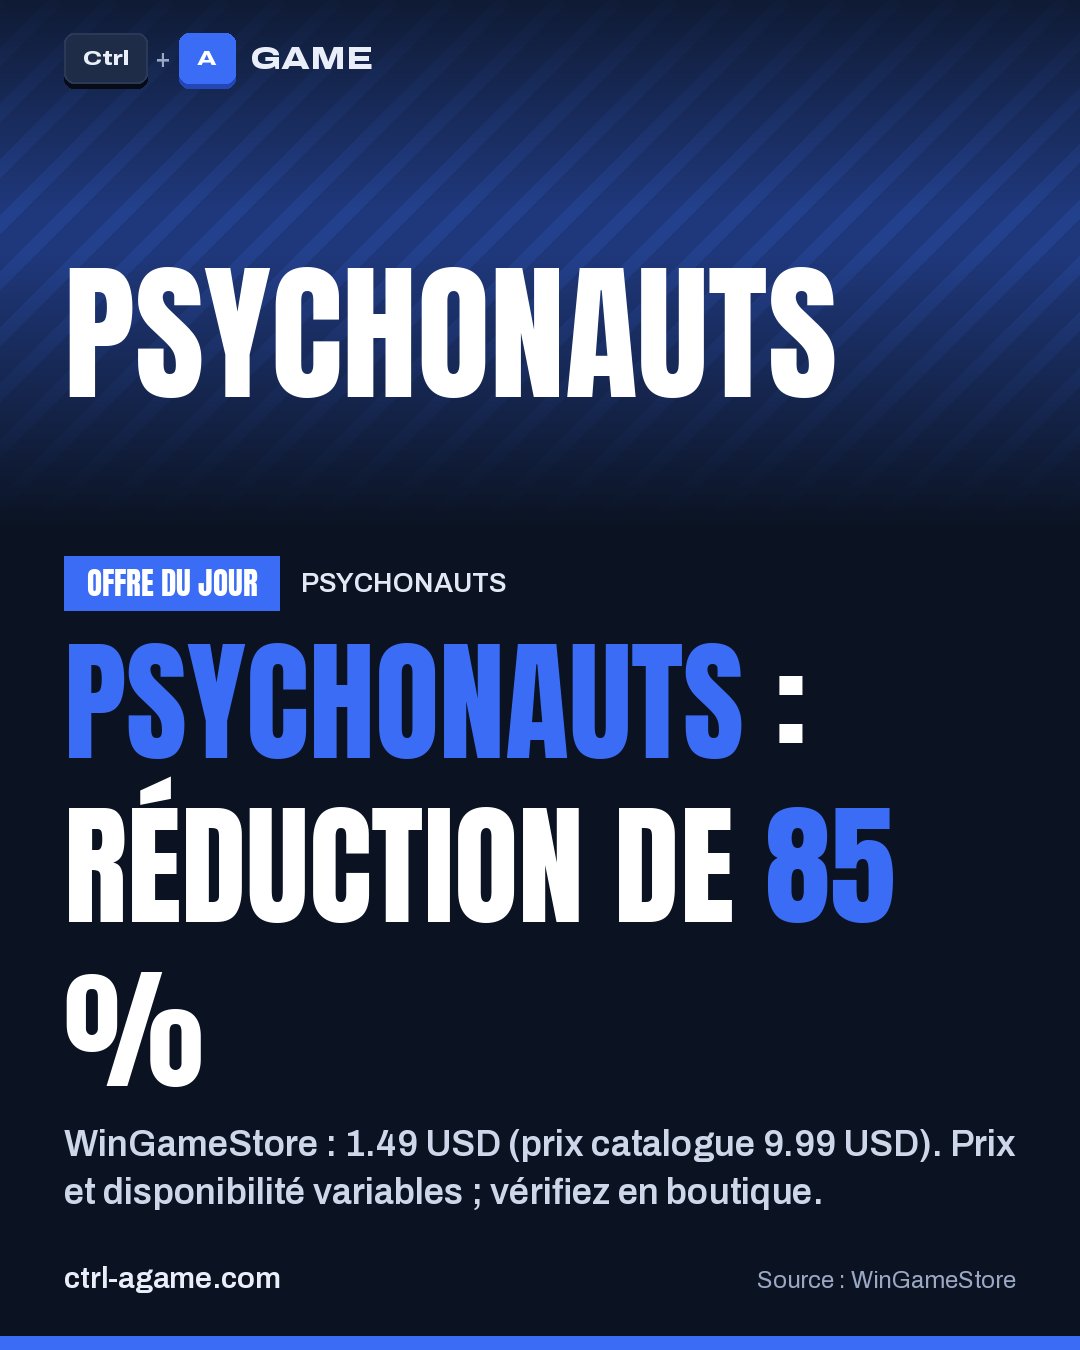 Ctrl + A GAME
PSYCHONAUTS
OFFRE DU JOUR PSYCHONAUTS
PSYCHONAUTS :
RÉDUCTION DE 85
%
WinGameStore : 1.49 USD (prix catalogue 9.99 USD). Prix
et disponibilité variables ; vérifiez en boutique.
ctrl-agame.com Source : WinGameStore